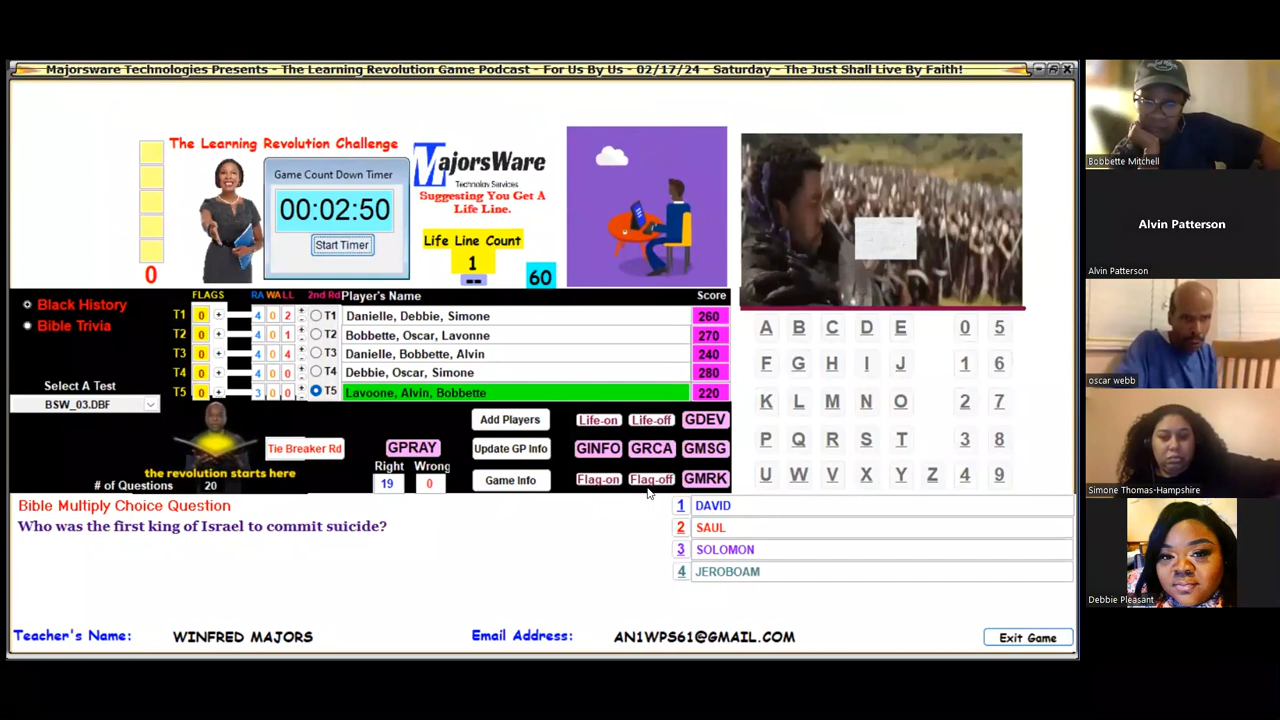 Majorsware Technologies Presents - The Learning Revolution Game Podcast - For Us By Us - 02/17/24 - Saturday - The Just Shall Live By Faith!
The Learning Revolution Challenge
0
Game Count Down Timer
00:02:50
Start Timer
MajorsWare
Technology Services
Suggesting You Get A
Life Line.
Life Line Count
1
--
60
Black History
Bible Trivia
Select A Test
BSW_03.DBF
FLAGS RA WA LL 2nd Rd Player's Name Score
T1 0 + 4 0 2 T1 Danielle, Debbie, Simone 260
T2 0 + 4 0 1 T2 Bobbette, Oscar, Lavonne 270
T3 0 + 4 0 4 T3 Danielle, Bobbette, Alvin 240
T4 0 + 4 0 0 T4 Debbie, Oscar, Simone 280
T5 0 + 3 0 0 T5 Lavoone, Alvin, Bobbette 220
the revolution starts here
# of Questions 20
Tie Breaker Rd
GPRAY
Right Wrong
19 0
Add Players
Update GP Info
Game Info
Life-on Life-off GDEV
GINFO GRCA GMSG
Flag-on Flag-off GMRK
A B C D E 0 5
F G H I J 1 6
K L M N O 2 7
P Q R S T 3 8
U W V X Y Z 4 9
Bible Multiply Choice Question
Who was the first king of Israel to commit suicide?
1 DAVID
2 SAUL
3 SOLOMON
4 JEROBOAM
Teacher's Name: WINFRED MAJORS Email Address: AN1WPS61@GMAIL.COM
Exit Game
Bobbette Mitchell
Alvin Patterson
Alvin Patterson
oscar webb
Simone Thomas-Hampshire
Debbie Pleasant